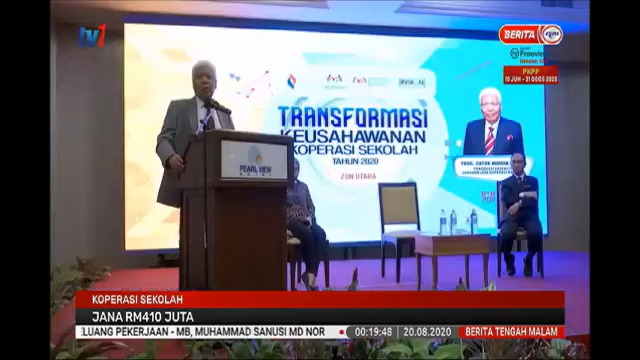 tv1
BERITA
Freeview
PKPP
10 JUN - 31 OGOS 2020
TRANSFORMASI
KEUSAHAWANAN
KOPERASI SEKOLAH
TAHUN 2020
ZON UTARA
PEARL VIEW
KOPERASI SEKOLAH
JANA RM410 JUTA
LUANG PEKERJAAN - MB, MUHAMMAD SANUSI MD NOR
00:19:48
20.08.2020
BERITA TENGAH MALAM